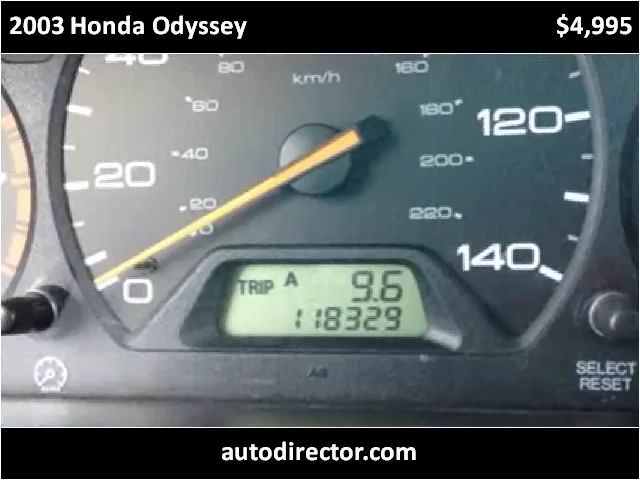 2003 Honda Odyssey $4,995
40 80 km/h 160
60 180 120
20 40 200
20 220
0 140
0
TRIP A 9.6
118329
SELECT
RESET
autodirector.com